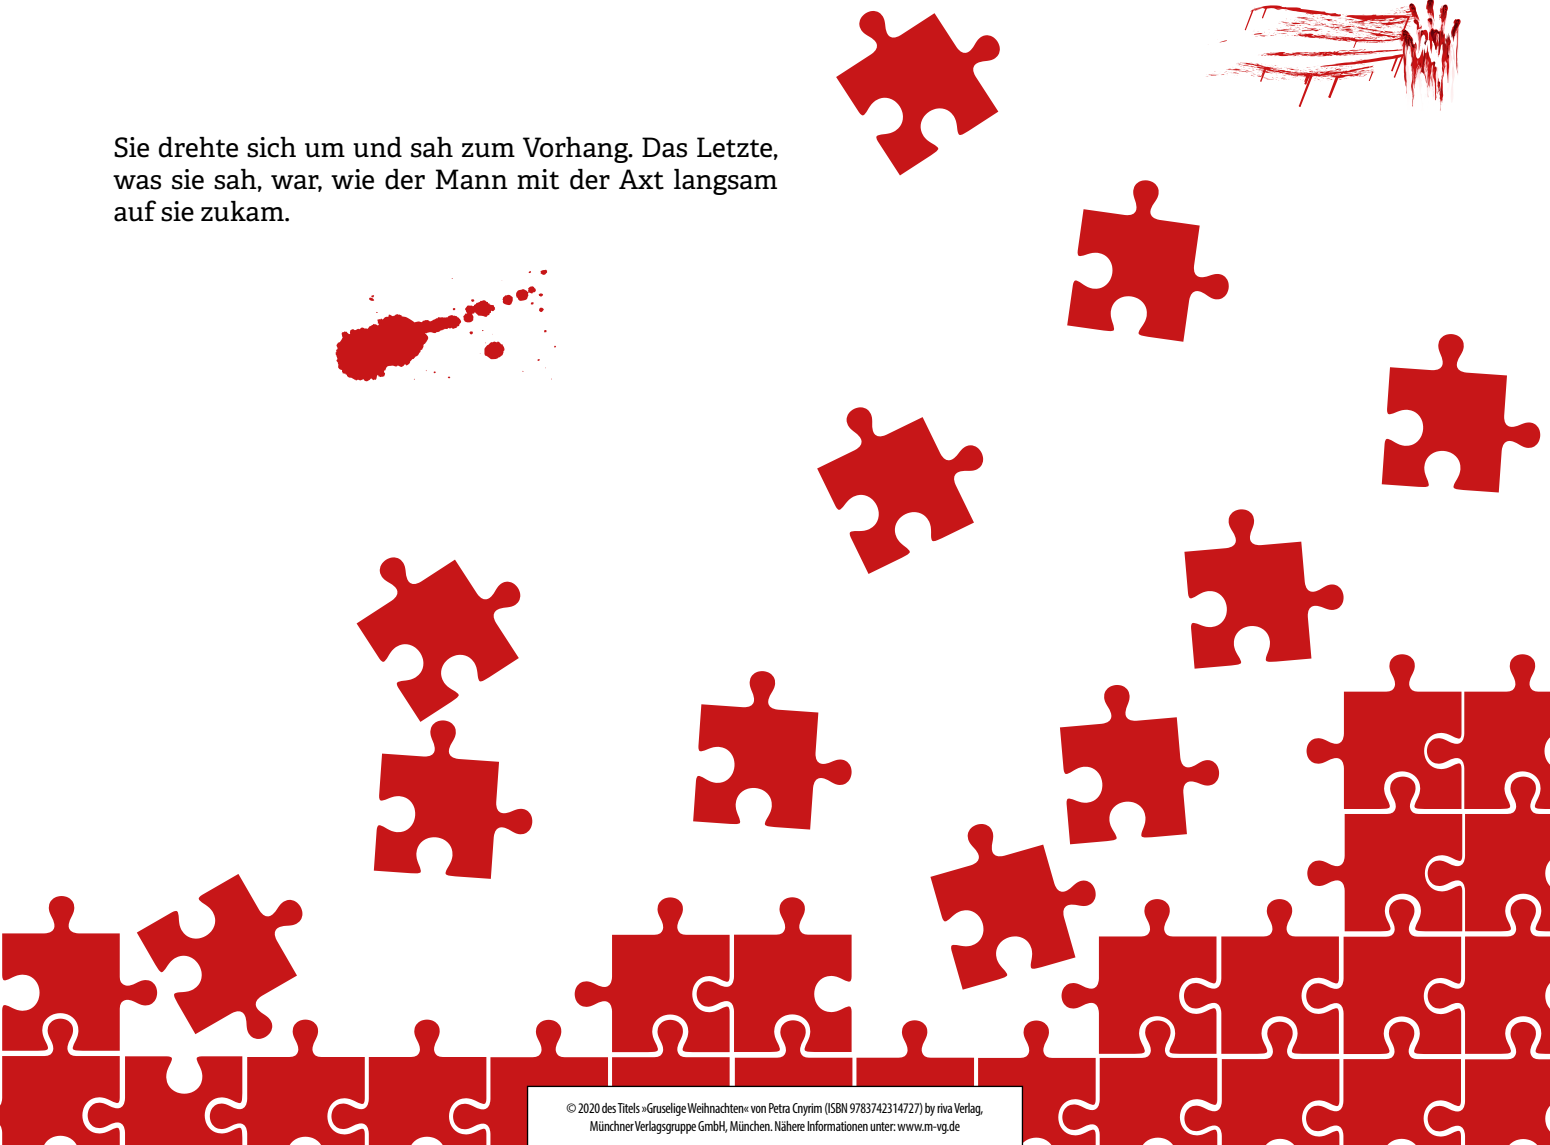 Sie drehte sich um und sah zum Vorhang. Das Letzte,
was sie sah, war, wie der Mann mit der Axt langsam
auf sie zukam.
© 2020 des Titels »Gruselige Weihnachten« von Petra Cnyrim (ISBN 9783742314727) by riva Verlag,
Münchner Verlagsgruppe GmbH, München. Nähere Informationen unter: www.m-vg.de